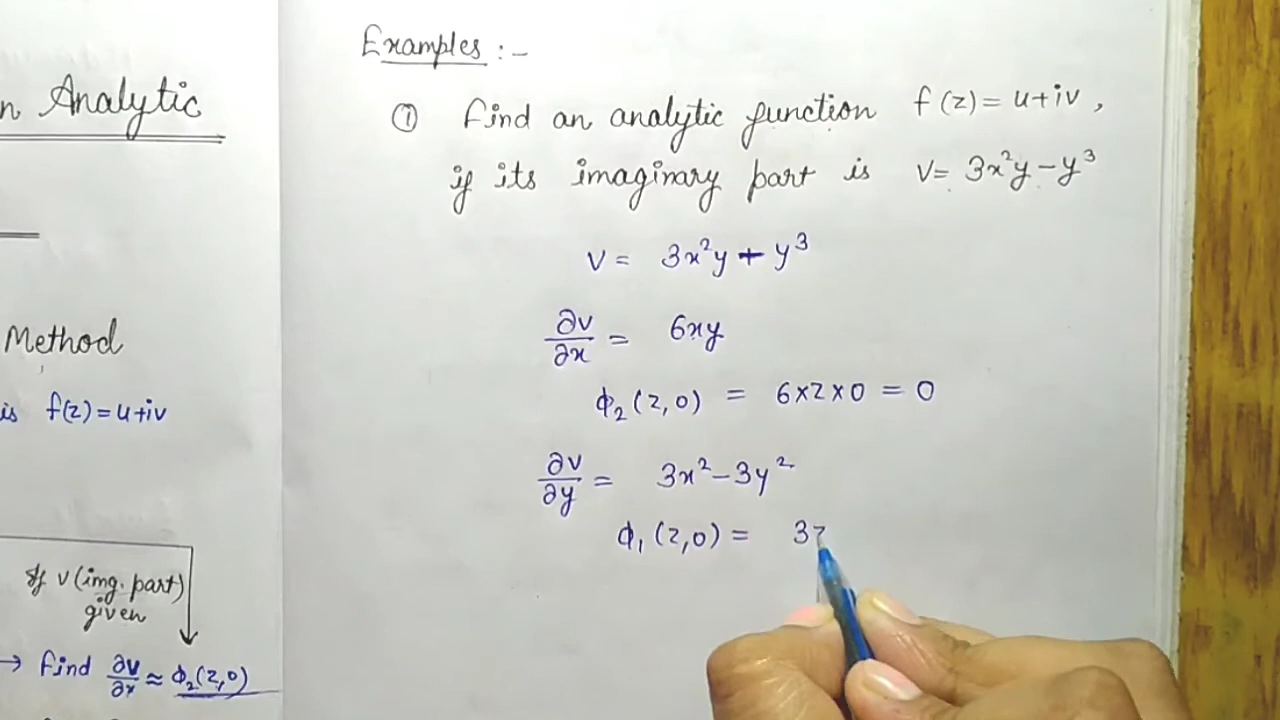 n Analytic
Method
is f(z)=u+iv
If v(img. part)
given
→ find ∂v/∂x ≈ Φ₂(z,0)
Examples :-
① find an analytic function f(z) = u+iv,
if its imaginary part is v= 3x²y-y³
v = 3x²y - y³
∂v/∂x = 6xy
Φ₂(z,0) = 6×z×0 = 0
∂v/∂y = 3x²-3y²
Φ₁(z,0) = 3z